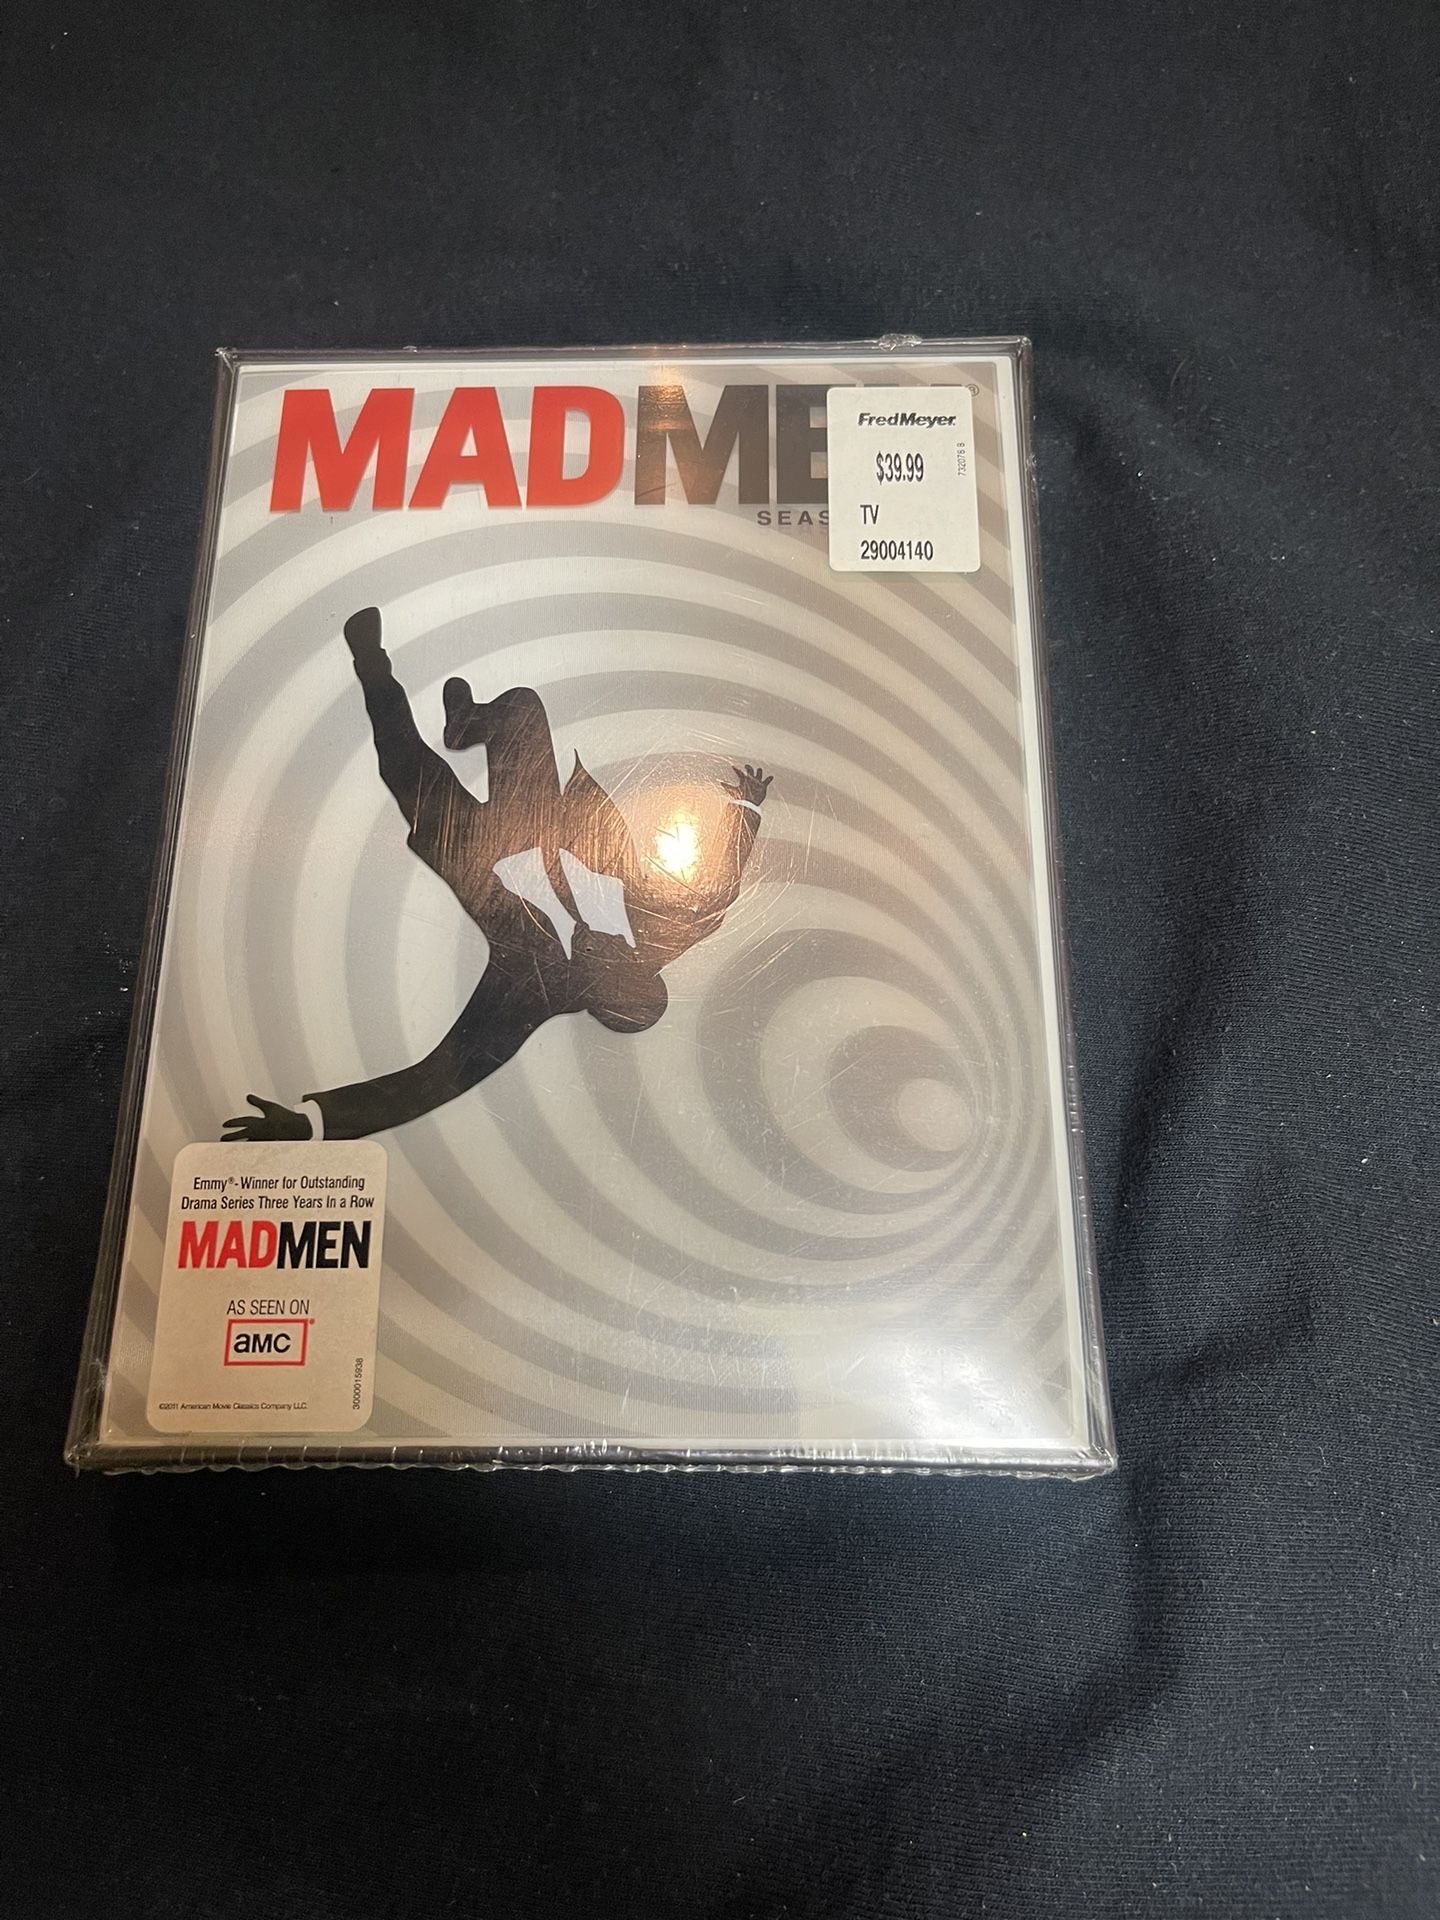 MADME ®
SEAS
FredMeyer
$39.99
732076 8
TV
29004140
Emmy®-Winner for Outstanding
Drama Series Three Years In a Row
MADMEN
AS SEEN ON
aMC®
©2011 American Movie Classics Company LLC.
3000015938